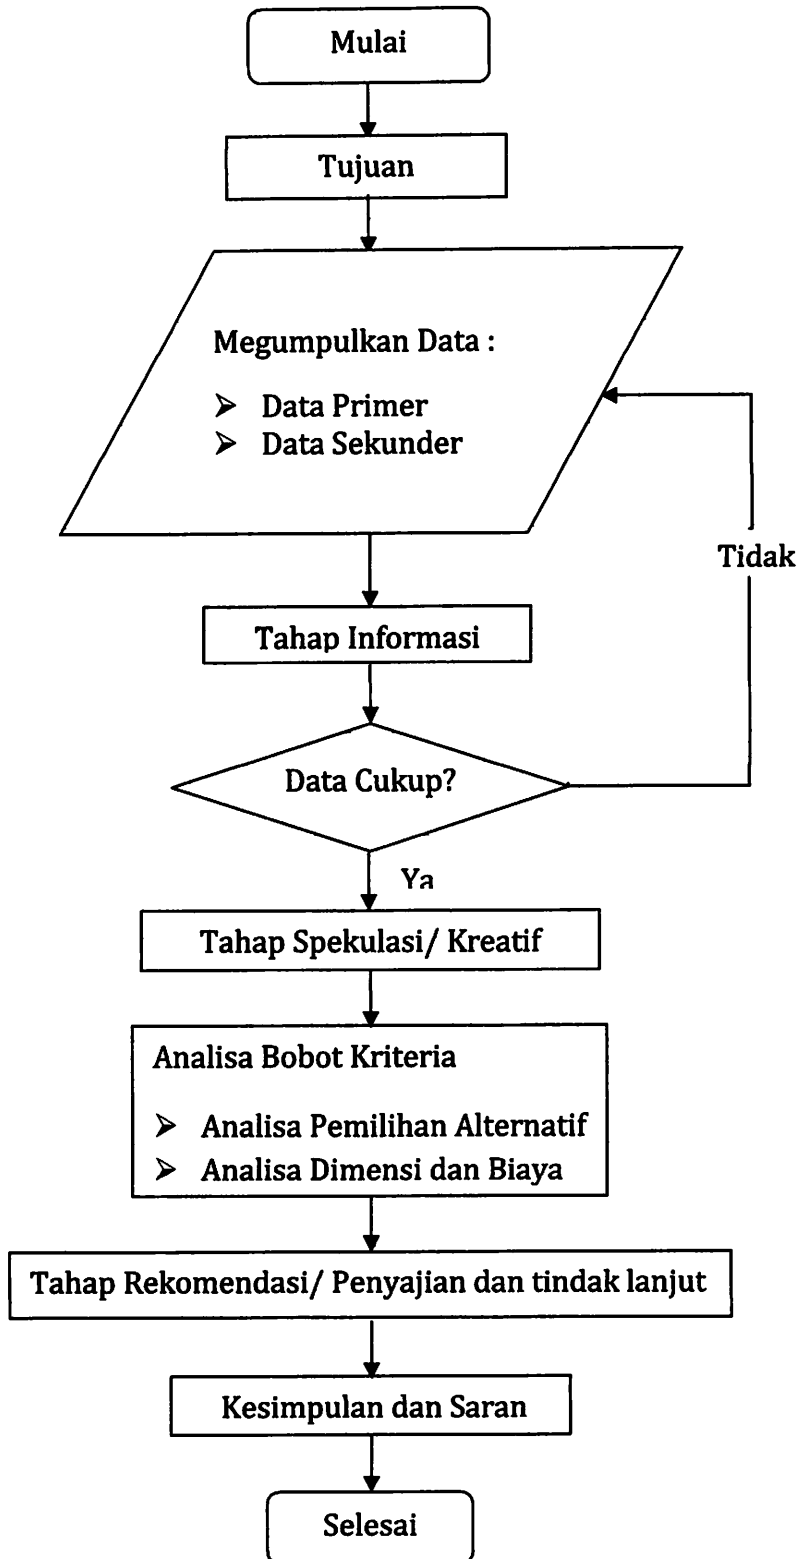 Mulai
Tujuan
Megumpulkan Data :
➢ Data Primer
➢ Data Sekunder
Tidak
Tahap Informasi
Data Cukup?
Ya
Tahap Spekulasi/ Kreatif
Analisa Bobot Kriteria
➢ Analisa Pemilihan Alternatif
➢ Analisa Dimensi dan Biaya
Tahap Rekomendasi/ Penyajian dan tindak lanjut
Kesimpulan dan Saran
Selesai